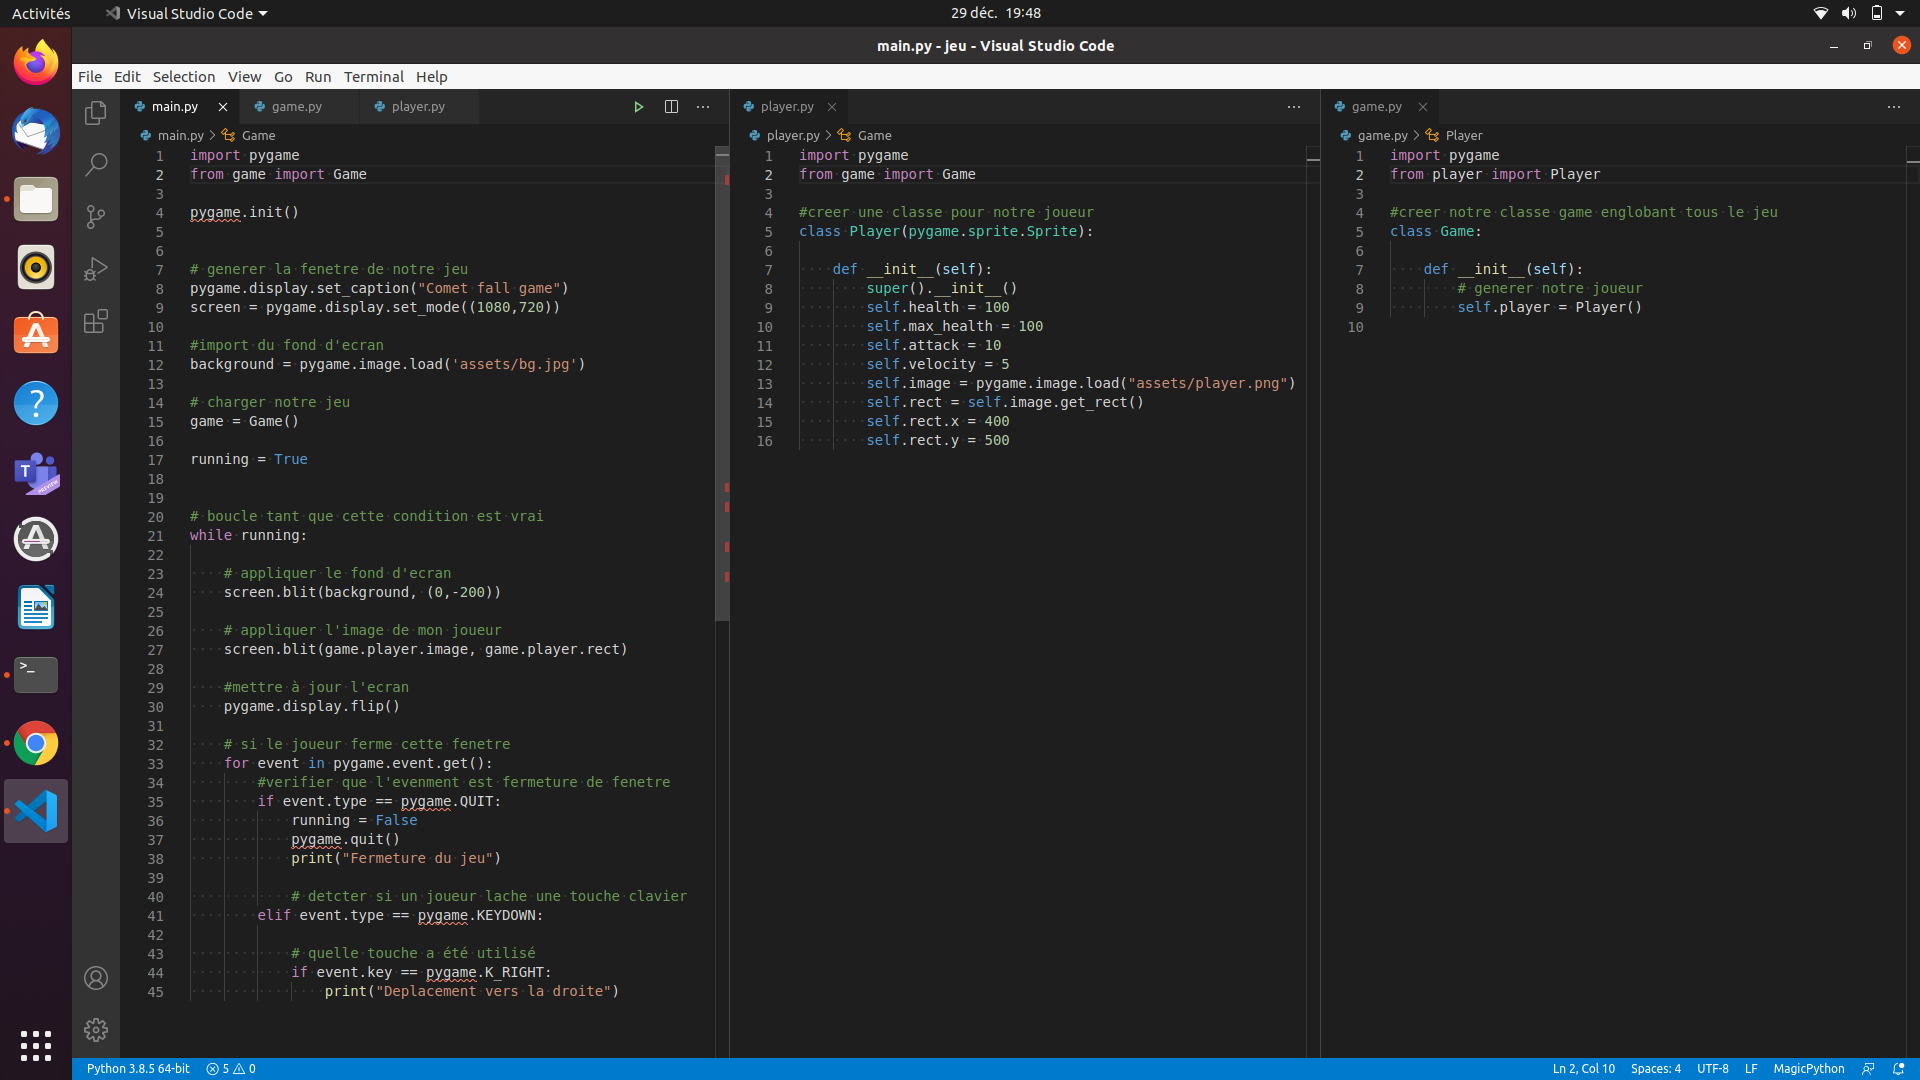 Activités
Visual Studio Code
29 déc. 19:48
main.py - jeu - Visual Studio Code
File Edit Selection View Go Run Terminal Help
main.py
game.py
player.py
main.py > Game
1 import pygame
2 from game import Game
3
4 pygame.init()
5
6
7 # generer la fenetre de notre jeu
8 pygame.display.set_caption("Comet fall game")
9 screen = pygame.display.set_mode((1080,720))
10
11 #import du fond d'ecran
12 background = pygame.image.load('assets/bg.jpg')
13
14 # charger notre jeu
15 game = Game()
16
17 running = True
18
19
20 # boucle tant que cette condition est vrai
21 while running:
22
23     # appliquer le fond d'ecran
24     screen.blit(background, (0,-200))
25
26     # appliquer l'image de mon joueur
27     screen.blit(game.player.image, game.player.rect)
28
29     #mettre à jour l'ecran
30     pygame.display.flip()
31
32     # si le joueur ferme cette fenetre
33     for event in pygame.event.get():
34         #verifier que l'evenment est fermeture de fenetre
35         if event.type == pygame.QUIT:
36             running = False
37             pygame.quit()
38             print("Fermeture du jeu")
39
40             # detcter si un joueur lache une touche clavier
41         elif event.type == pygame.KEYDOWN:
42
43             # quelle touche a été utilisé
44             if event.key == pygame.K_RIGHT:
45                 print("Deplacement vers la droite")
player.py
player.py > Game
1 import pygame
2 from game import Game
3
4 #creer une classe pour notre joueur
5 class Player(pygame.sprite.Sprite):
6
7     def __init__(self):
8         super().__init__()
9         self.health = 100
10         self.max_health = 100
11         self.attack = 10
12         self.velocity = 5
13         self.image = pygame.image.load("assets/player.png")
14         self.rect = self.image.get_rect()
15         self.rect.x = 400
16         self.rect.y = 500
game.py
game.py > Player
1 import pygame
2 from player import Player
3
4 #creer notre classe game englobant tous le jeu
5 class Game:
6
7     def __init__(self):
8         # generer notre joueur
9         self.player = Player()
10
Python 3.8.5 64-bit 5 0
Ln 2, Col 10 Spaces: 4 UTF-8 LF MagicPython